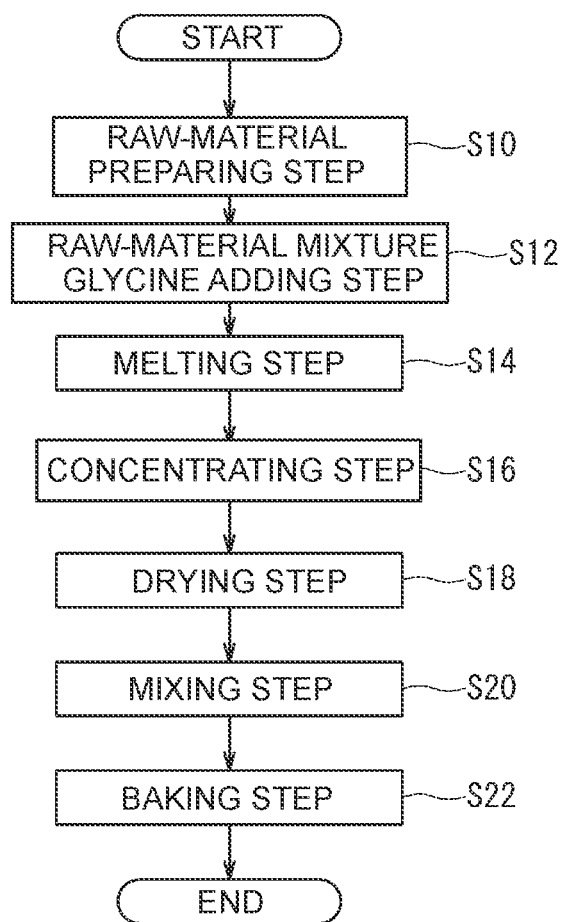 START
RAW-MATERIAL
PREPARING STEP
S10
RAW-MATERIAL MIXTURE
GLYCINE ADDING STEP
S12
MELTING STEP
S14
CONCENTRATING STEP
S16
DRYING STEP
S18
MIXING STEP
S20
BAKING STEP
S22
END